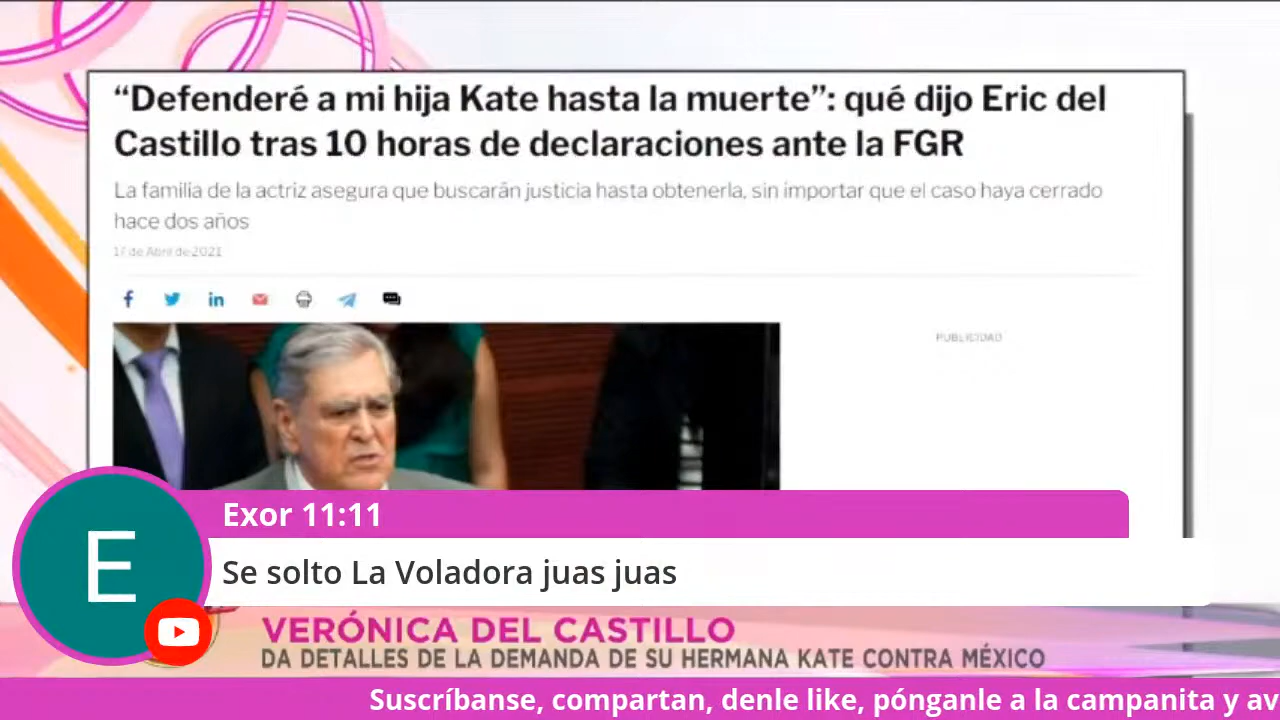 “Defenderé a mi hija Kate hasta la muerte”: qué dijo Eric del
Castillo tras 10 horas de declaraciones ante la FGR
La familia de la actriz asegura que buscarán justicia hasta obtenerla, sin importar que el caso haya cerrado
hace dos años
17 de Abril de 2021
PUBLICIDAD
E
Exor 11:11
Se solto La Voladora juas juas
VERÓNICA DEL CASTILLO
DA DETALLES DE LA DEMANDA DE SU HERMANA KATE CONTRA MÉXICO
Suscríbanse, compartan, denle like, pónganle a la campanita y av